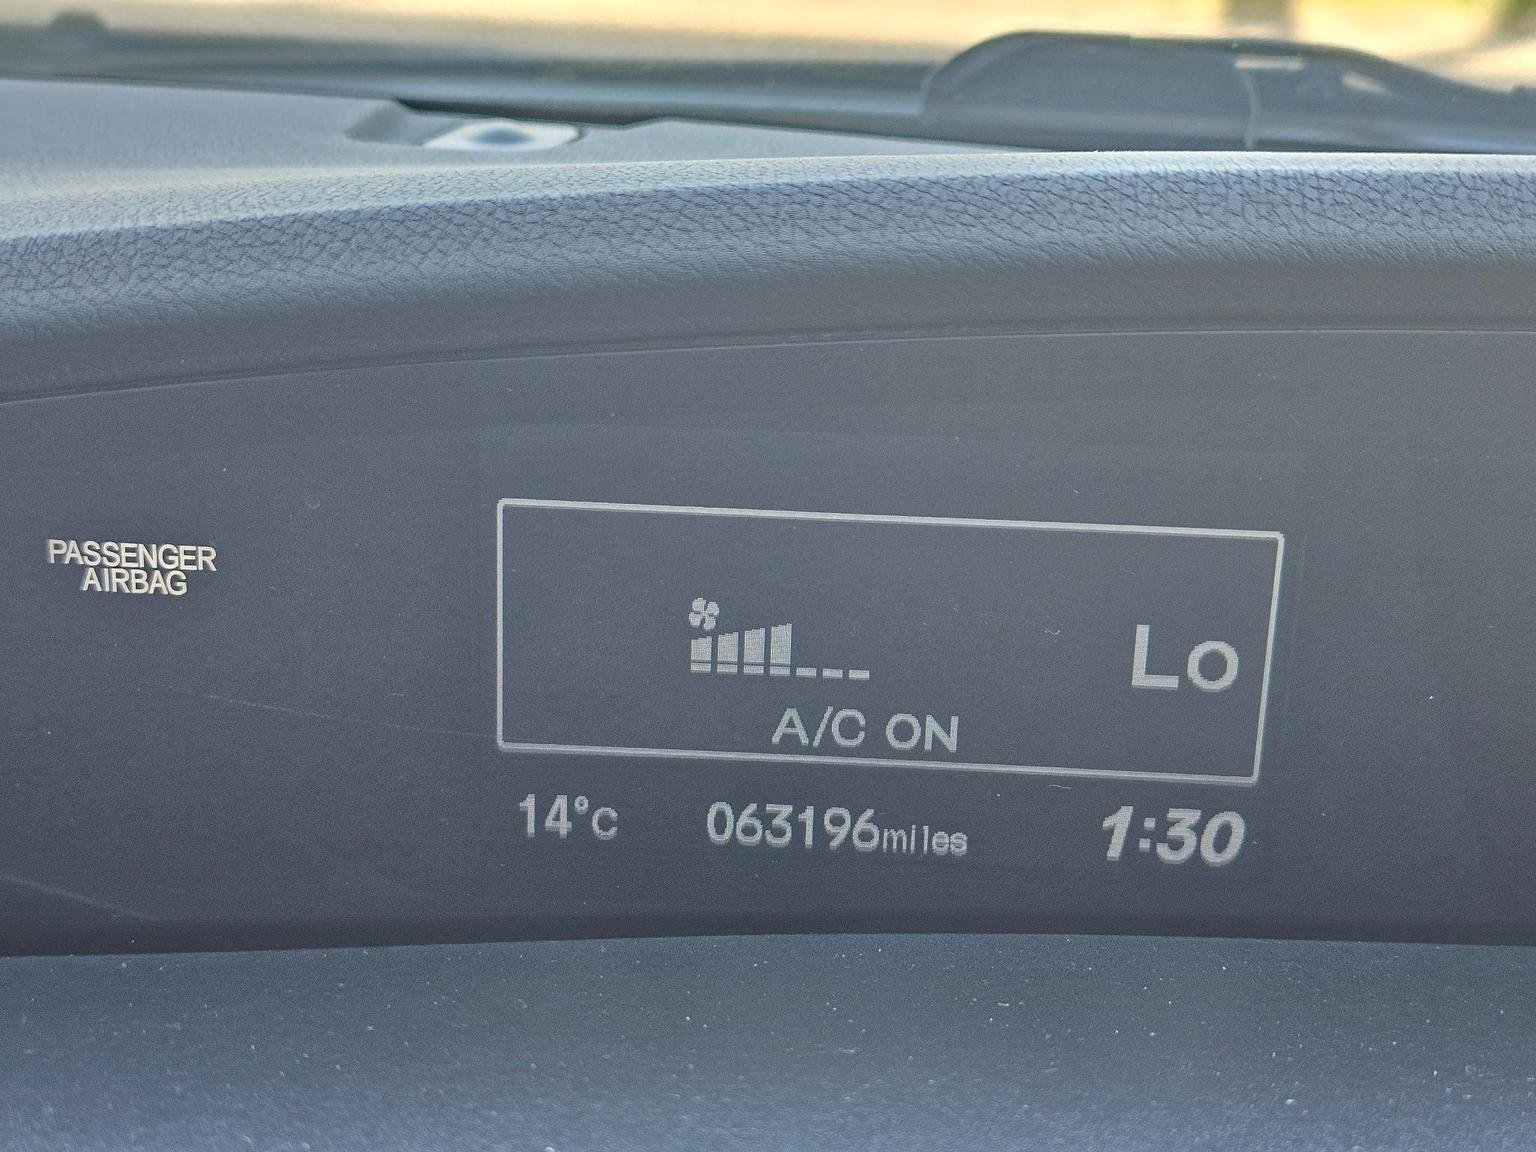 PASSENGER
AIRBAG
Lo
A/C ON
14°C 063196miles 1:30